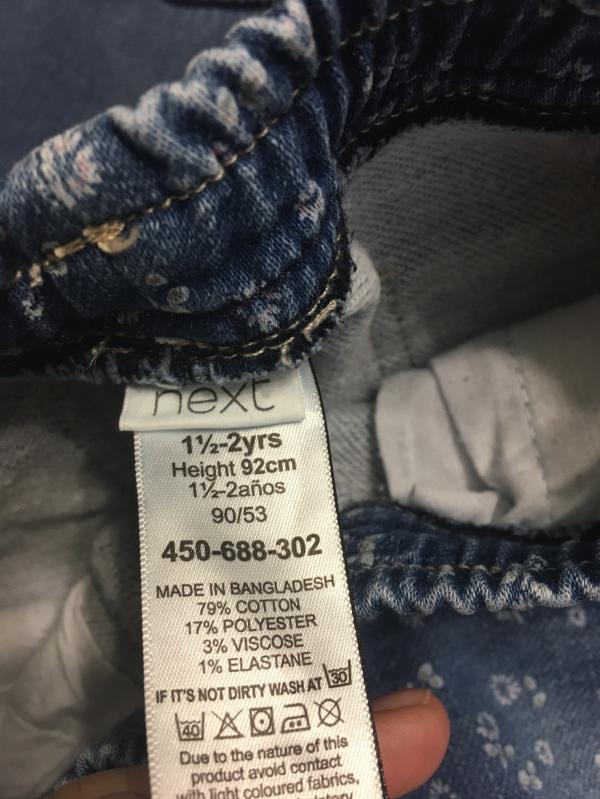 next
1½-2yrs
Height 92cm
1½-2años
90/53
450-688-302
MADE IN BANGLADESH
79% COTTON
17% POLYESTER
3% VISCOSE
1% ELASTANE
IF IT'S NOT DIRTY WASH AT 30
40
Due to the nature of this
product avoid contact
with light coloured fabrics,